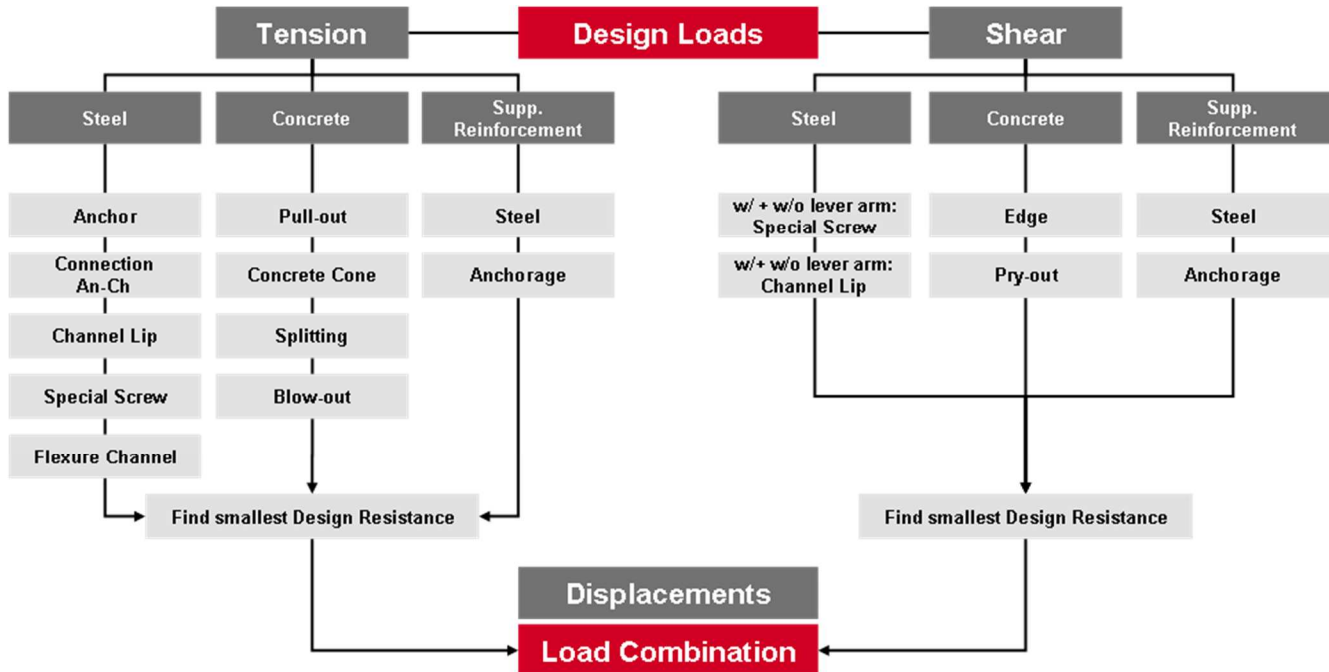 Tension
Design Loads
Shear
Steel
Concrete
Supp.
Reinforcement
Steel
Concrete
Supp.
Reinforcement
Anchor
Pull-out
Steel
w/ + w/o lever arm:
Special Screw
Edge
Steel
Connection
An-Ch
Concrete Cone
Anchorage
w/+ w/o lever arm:
Channel Lip
Pry-out
Anchorage
Channel Lip
Splitting
Special Screw
Blow-out
Flexure Channel
Find smallest Design Resistance
Find smallest Design Resistance
Displacements
Load Combination